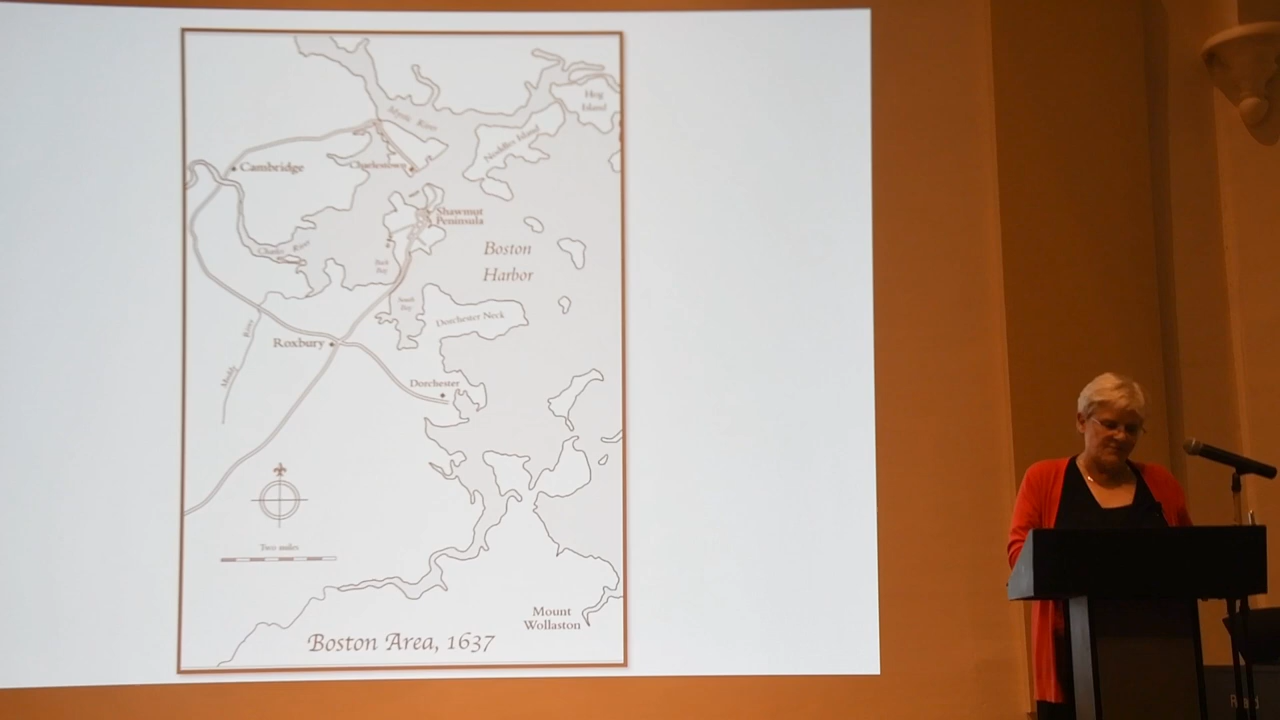 Hog
Island
Mystic River
Noddles Island
Cambridge
Charlestown
Shawmut
Peninsula
Charles River
Boston
Harbor
Back
Bay
South
Bay
Dorchester Neck
Roxbury
Muddy River
Dorchester
Two miles
Mount
Wollaston
Boston Area, 1637